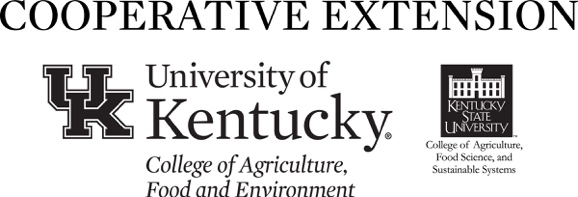 COOPERATIVE EXTENSION
UK
University of
Kentucky®
College of Agriculture,
Food and Environment
KENTUCKY
STATE
UNIVERSITY
College of Agriculture,
Food Science, and
Sustainable Systems